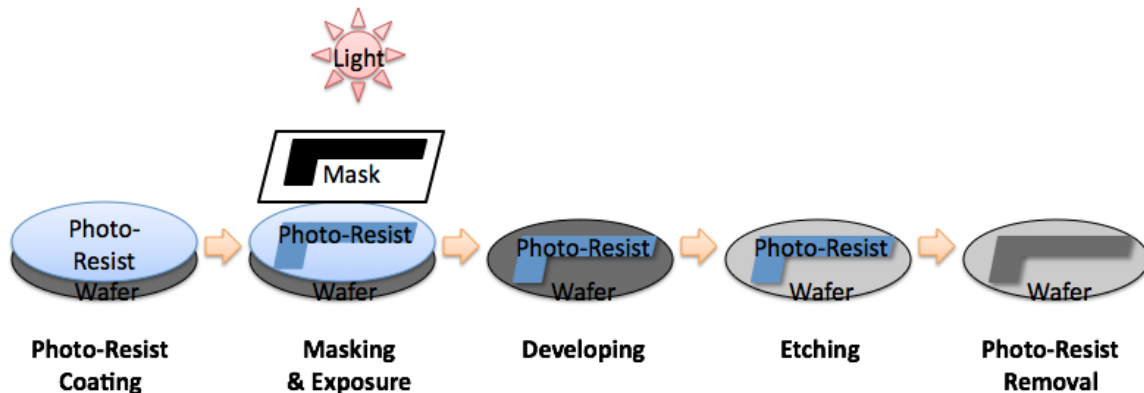 Light
Mask
Photo-
Resist
Wafer
Photo-Resist
Wafer
Photo-Resist
Wafer
Photo-Resist
Wafer
Wafer
Photo-Resist
Coating
Masking
& Exposure
Developing
Etching
Photo-Resist
Removal